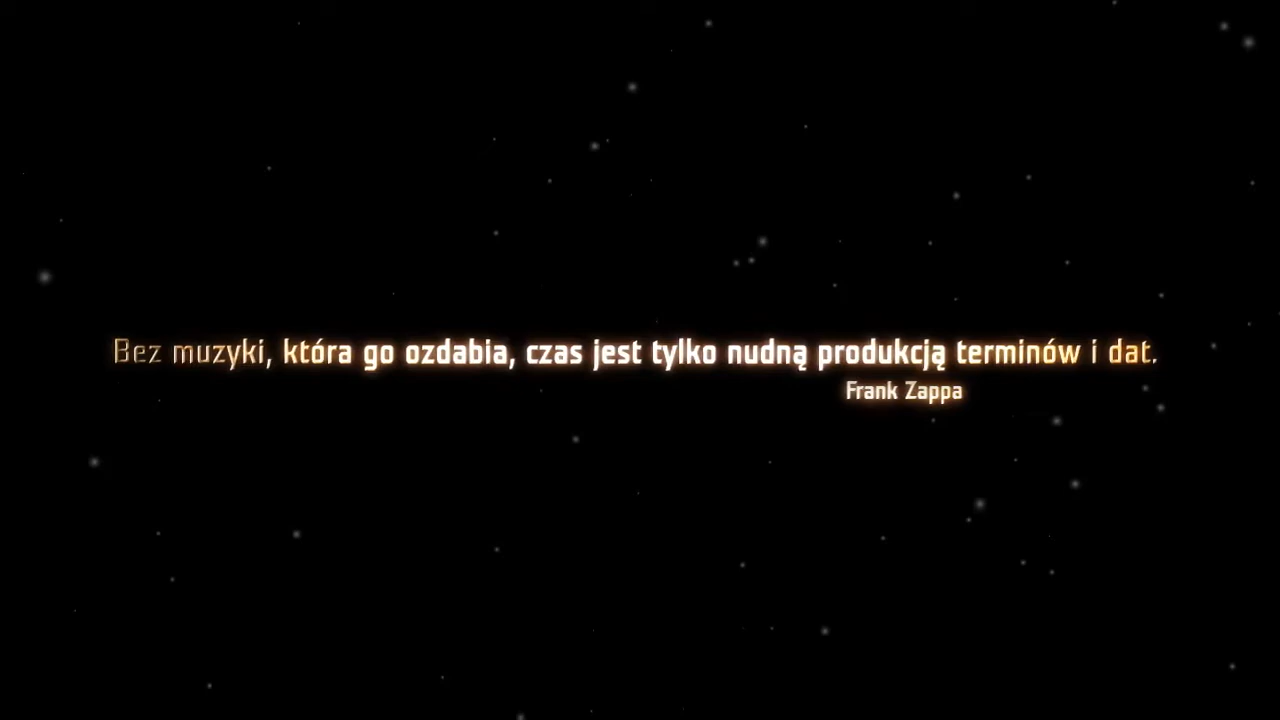 Bez muzyki, która go ozdabia, czas jest tylko nudną produkcją terminów i dat.
Frank Zappa